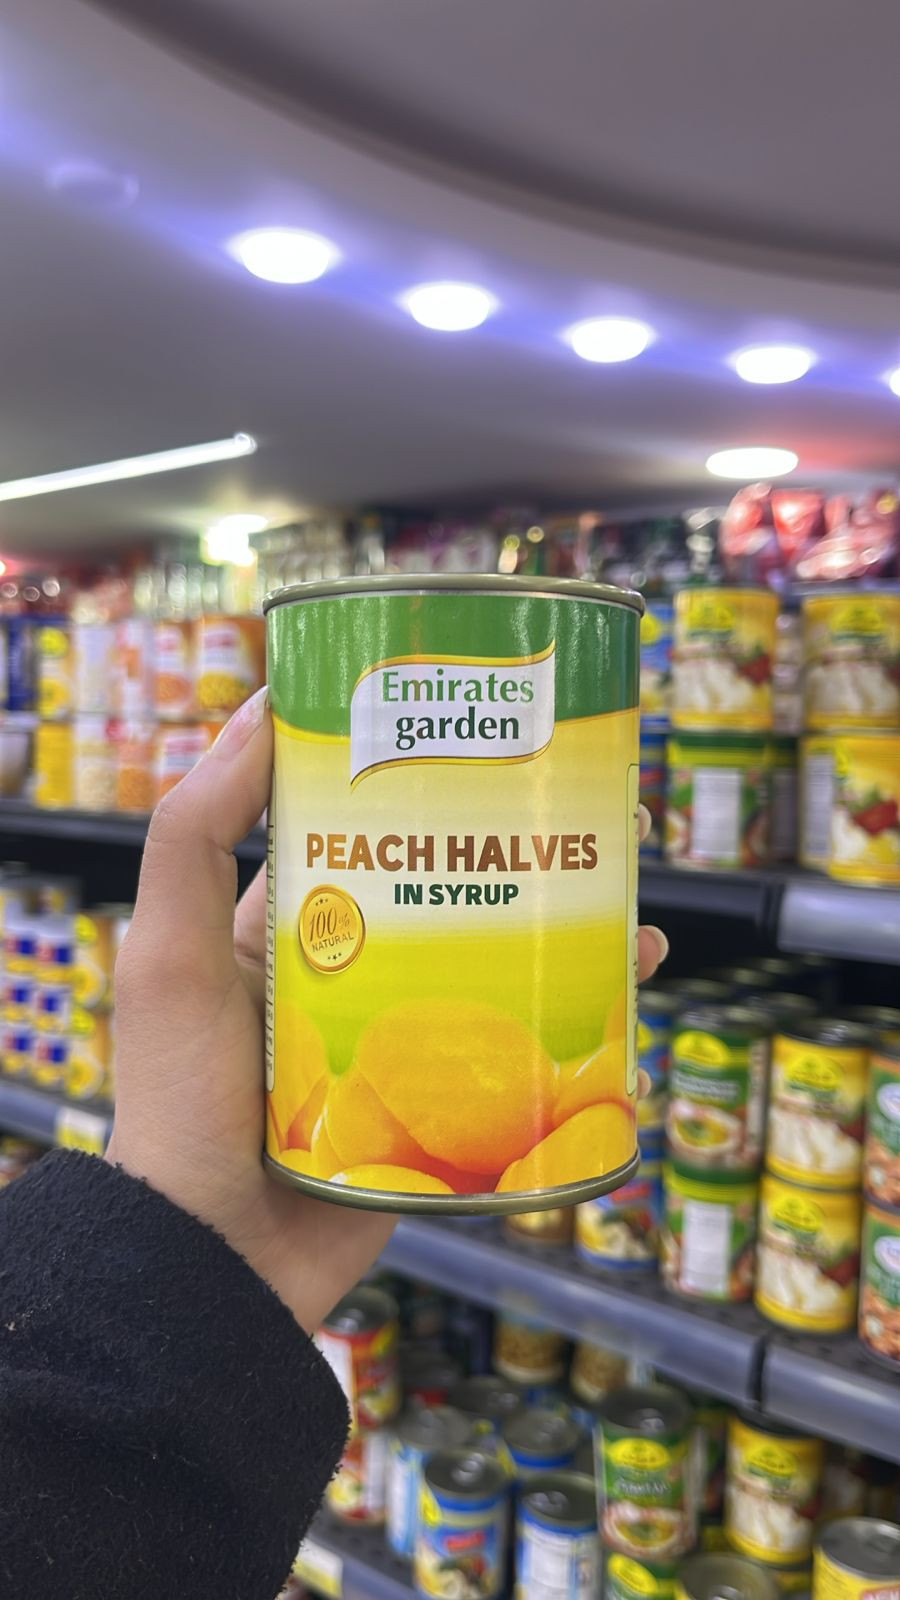 Emirates
garden
PEACH HALVES
IN SYRUP
100%
NATURAL